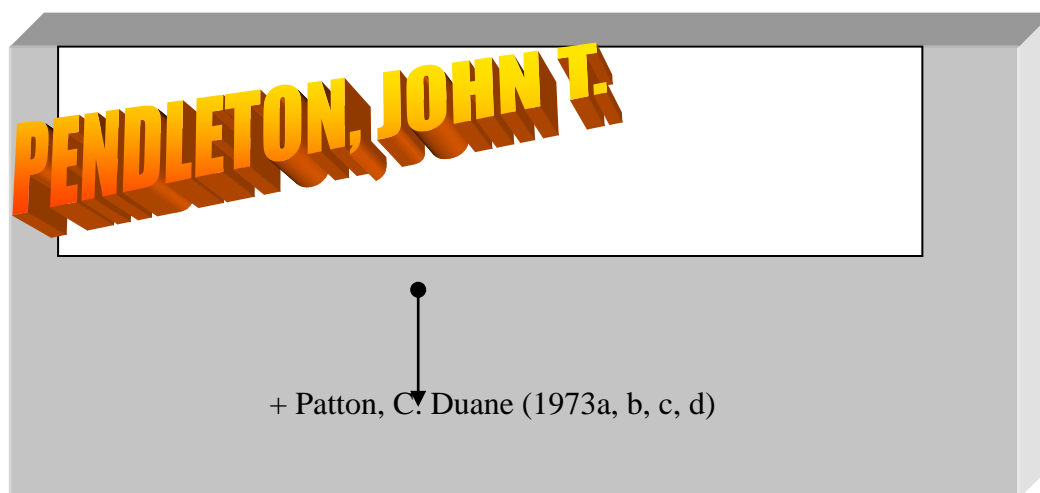 PENDLETON, JOHN T.
+ Patton, C. Duane (1973a, b, c, d)